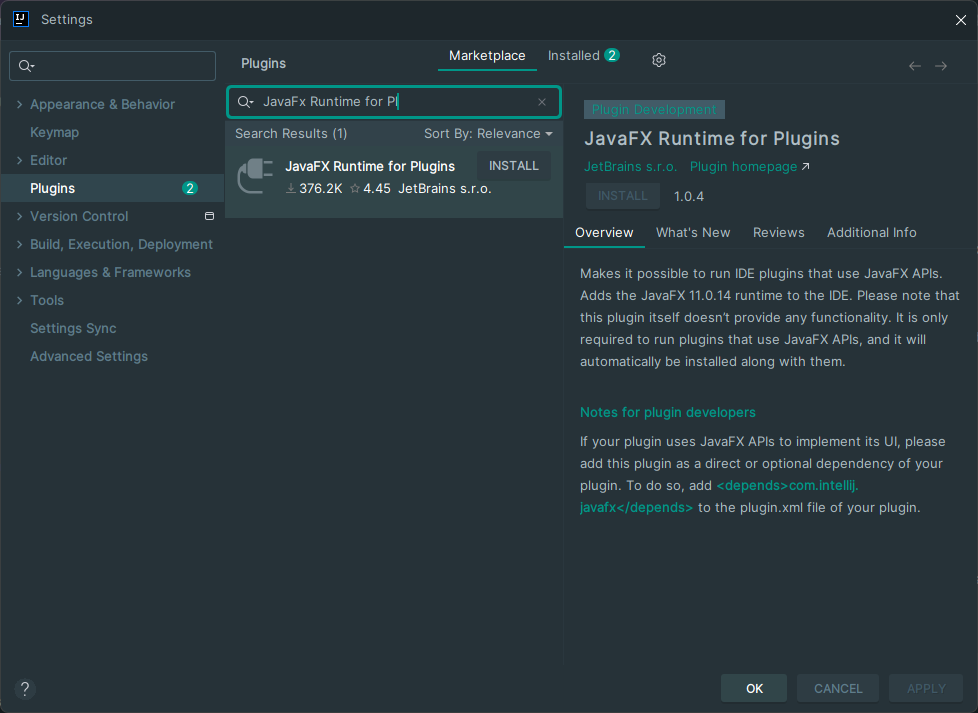 IJ
Settings
Plugins
Marketplace
Installed 2
Appearance & Behavior
Keymap
Editor
Plugins 2
Version Control
Build, Execution, Deployment
Languages & Frameworks
Tools
Settings Sync
Advanced Settings
JavaFx Runtime for Pl
Search Results (1)
Sort By: Relevance
JavaFX Runtime for Plugins
INSTALL
376.2K 4.45 JetBrains s.r.o.
Plugin Development
JavaFX Runtime for Plugins
JetBrains s.r.o. Plugin homepage
INSTALL 1.0.4
Overview What's New Reviews Additional Info
Makes it possible to run IDE plugins that use JavaFX APIs.
Adds the JavaFX 11.0.14 runtime to the IDE. Please note that
this plugin itself doesn’t provide any functionality. It is only
required to run plugins that use JavaFX APIs, and it will
automatically be installed along with them.
Notes for plugin developers
If your plugin uses JavaFX APIs to implement its UI, please
add this plugin as a direct or optional dependency of your
plugin. To do so, add <depends>com.intellij.
javafx</depends> to the plugin.xml file of your plugin.
?
OK
CANCEL
APPLY